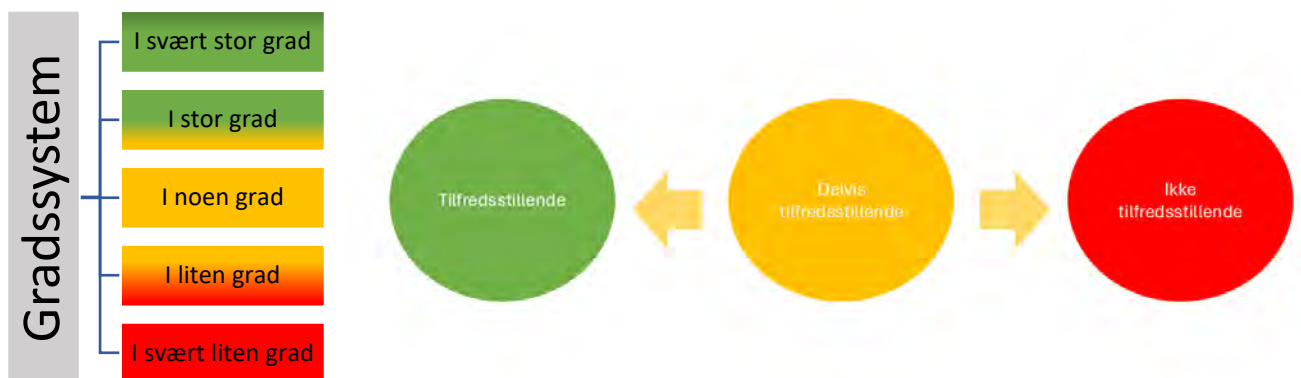 Gradssystem
I svært stor grad
I stor grad
I noen grad
I liten grad
I svært liten grad
Tilfredsstillende
Delvis
tilfredsstillende
Ikke
tilfredsstillende